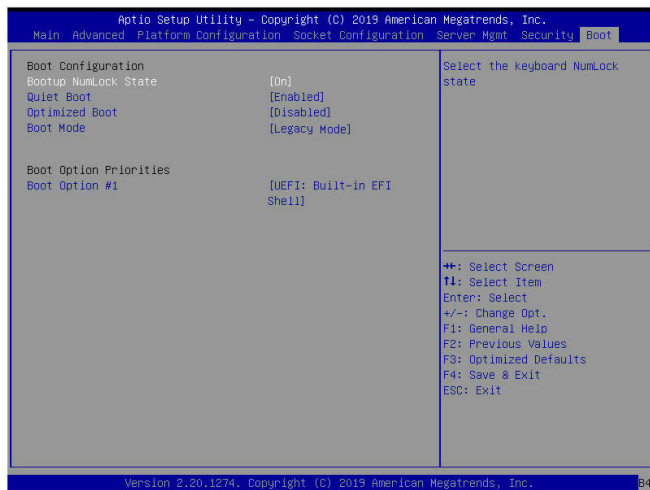 Aptio Setup Utility – Copyright (C) 2019 American Megatrends, Inc.
Main Advanced Platform Configuration Socket Configuration Server Mgmt Security Boot
Boot Configuration
Bootup NumLock State [On]
Quiet Boot [Enabled]
Optimized Boot [Disabled]
Boot Mode [Legacy Mode]
Boot Option Priorities
Boot Option #1 [UEFI: Built-in EFI
Shell]
Select the keyboard NumLock
state
→←: Select Screen
↑↓: Select Item
Enter: Select
+/-: Change Opt.
F1: General Help
F2: Previous Values
F3: Optimized Defaults
F4: Save & Exit
ESC: Exit
Version 2.20.1274. Copyright (C) 2019 American Megatrends, Inc.
B4